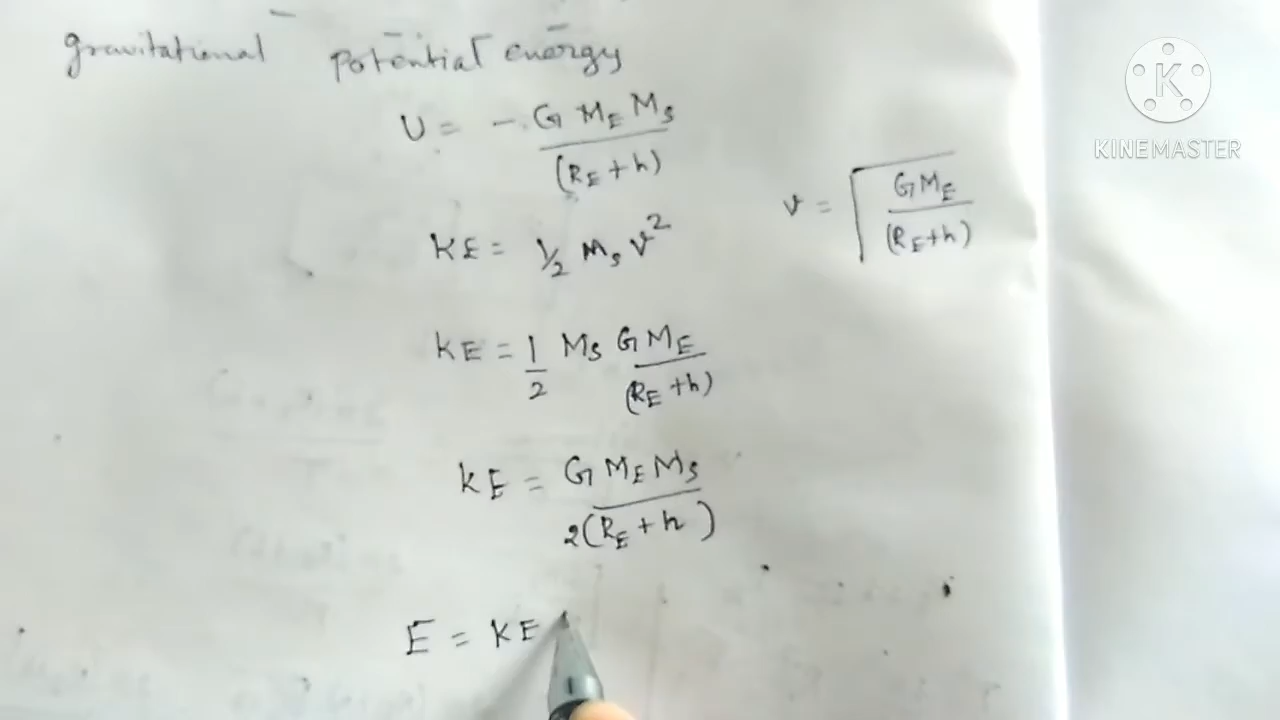 gravitational potential energy
U = - G M_E M_S / (R_E + h)
KE = 1/2 M_S v^2
v = √(G M_E / (R_E + h))
KE = 1/2 M_S G M_E / (R_E + h)
KE = G M_E M_S / 2(R_E + h)
E = KE
K
KINEMASTER